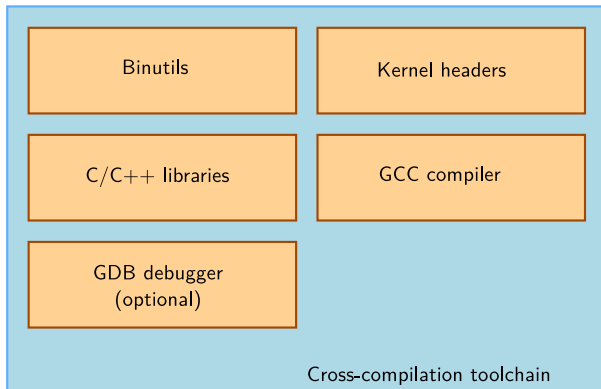 Binutils
Kernel headers
C/C++ libraries
GCC compiler
GDB debugger
(optional)
Cross-compilation toolchain